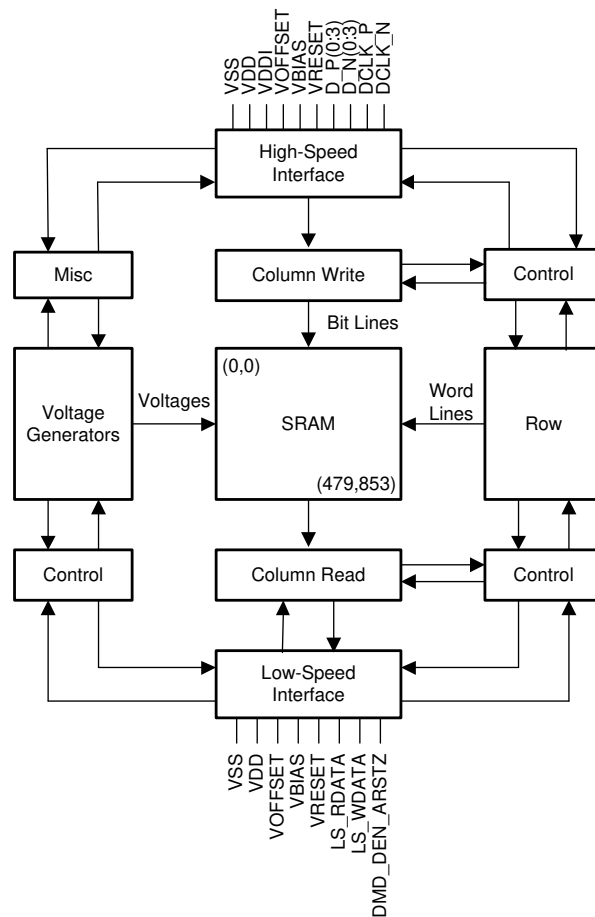 VSS
VDD
VDDI
VOFFSET
VBIAS
VRESET
D_P(0:3)
D_N(0:3)
DCLK_P
DCLK_N
High-Speed
Interface
Misc
Column Write
Control
Bit Lines
(0,0)
Voltage
Generators
Voltages
SRAM
Word
Lines
Row
(479,853)
Control
Column Read
Control
Low-Speed
Interface
VSS
VDD
VOFFSET
VBIAS
VRESET
LS_RDATA
LS_WDATA
DMD_DEN_ARSTZ